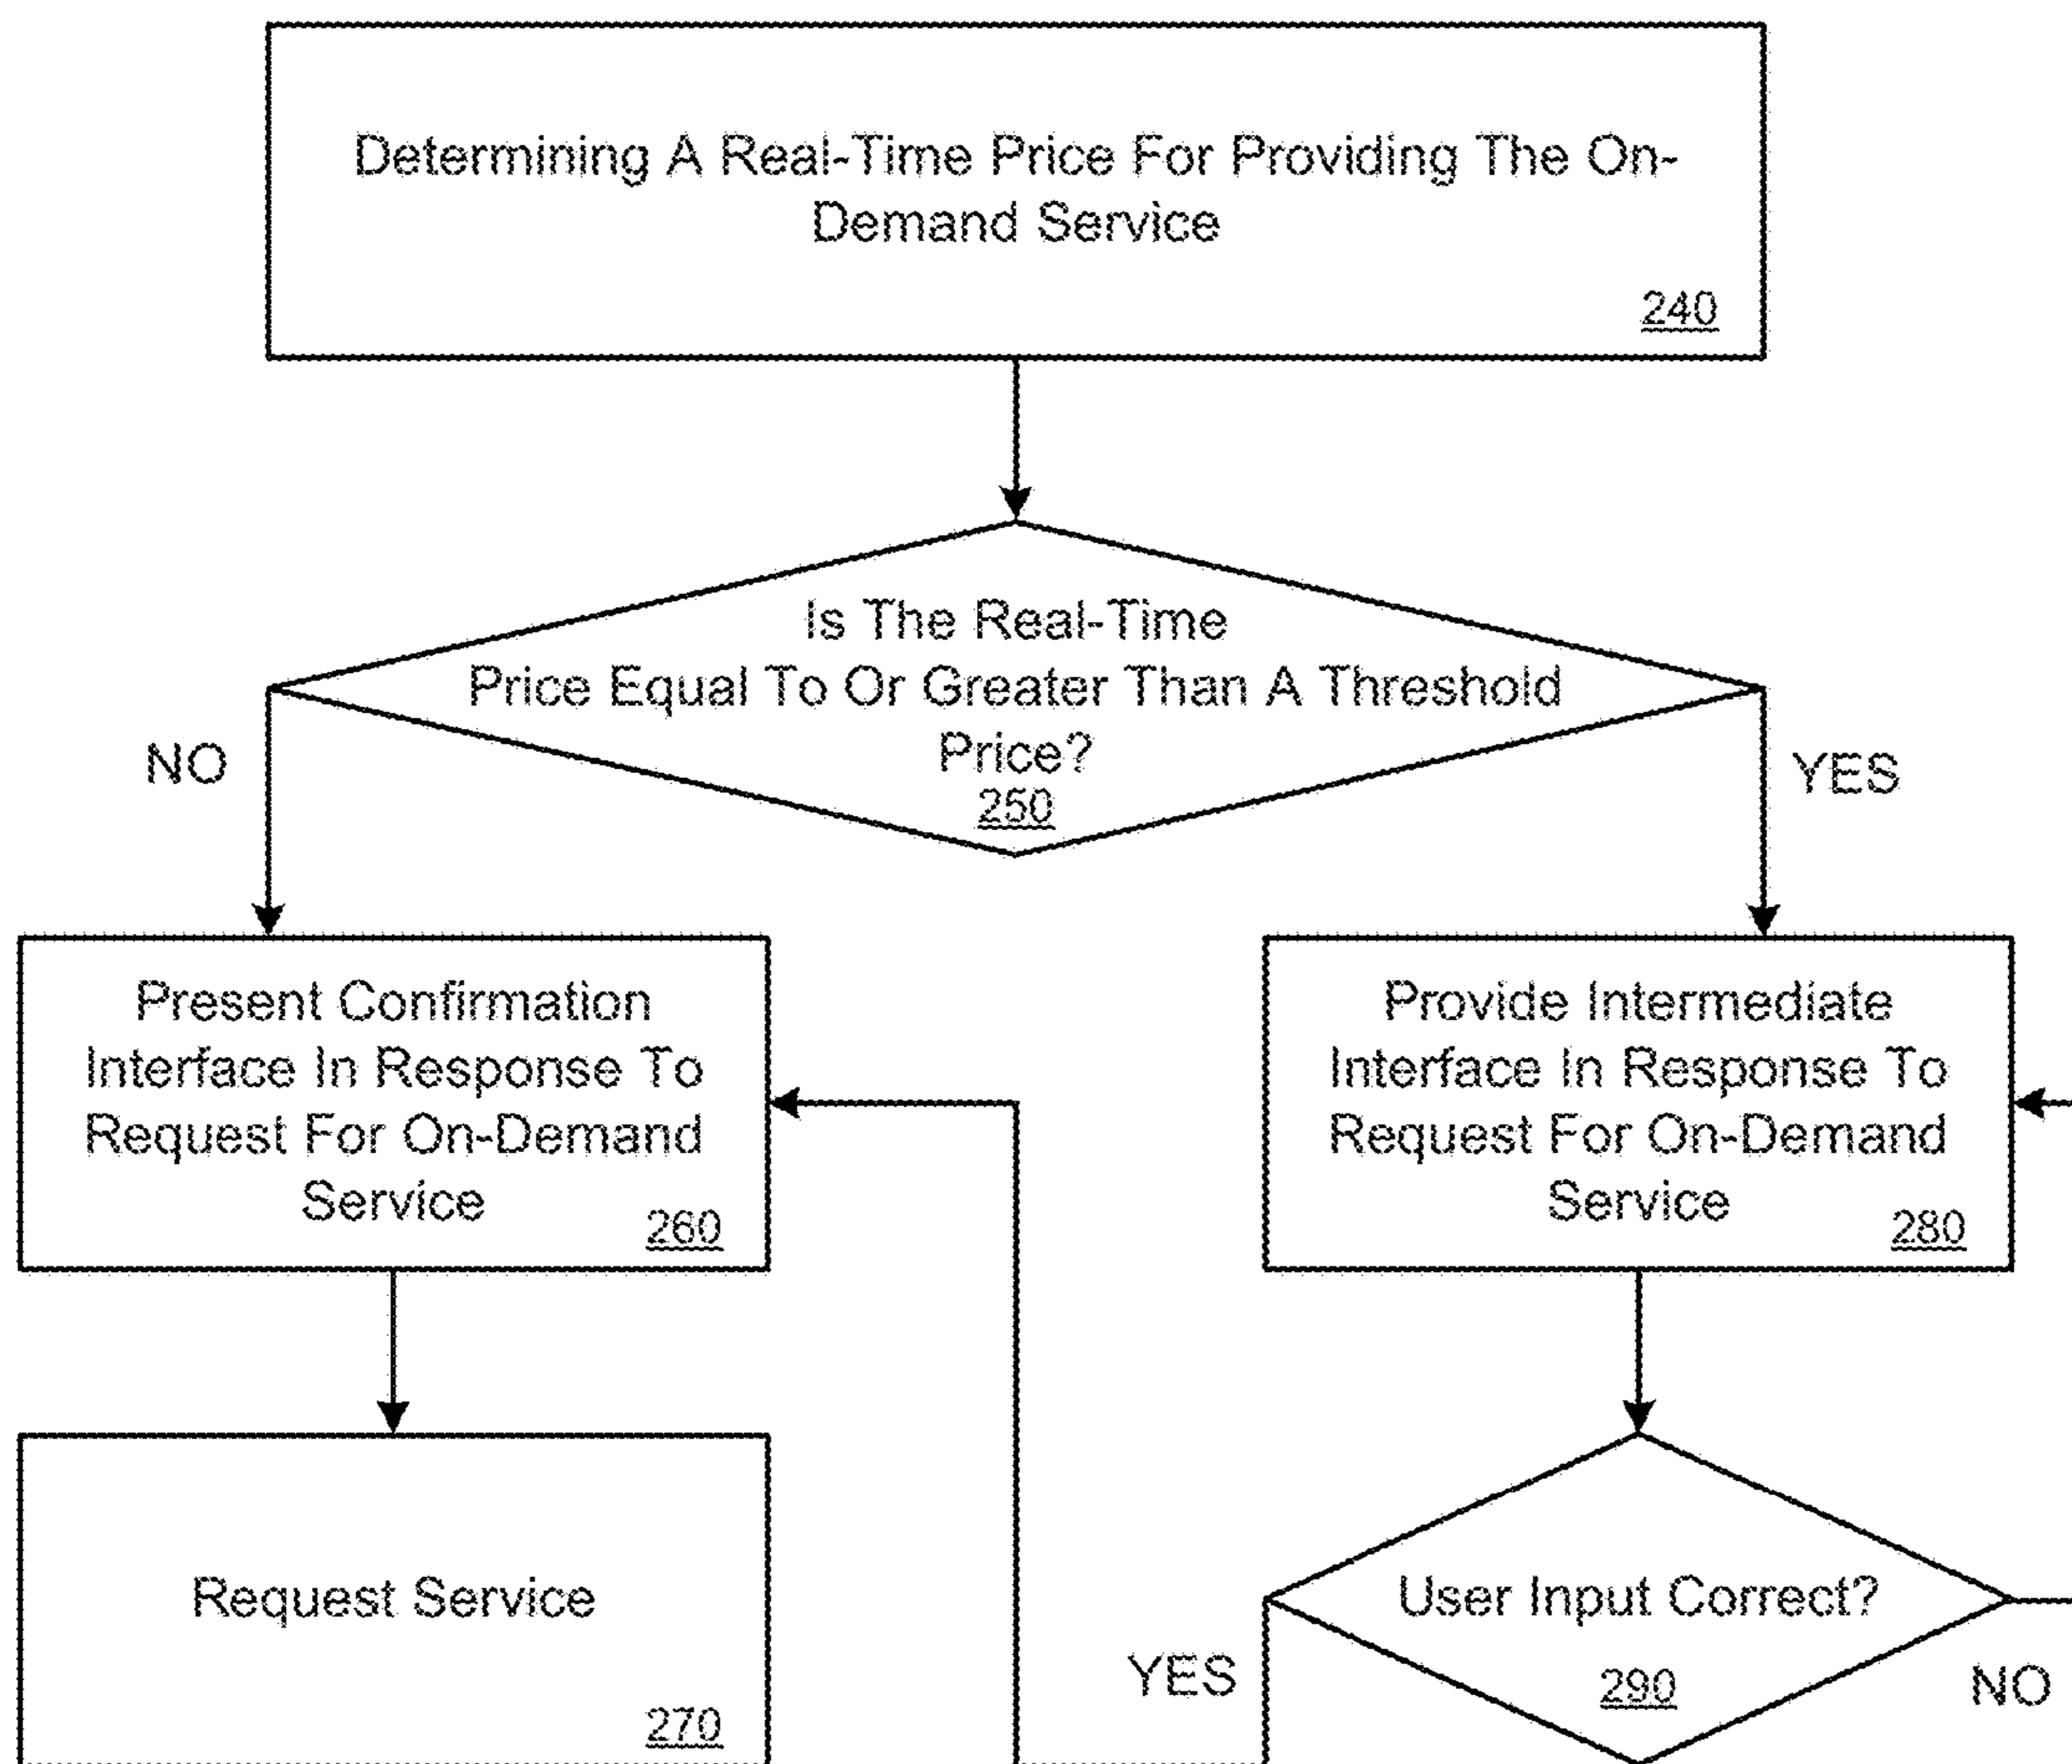 Determining A Real-Time Price For Providing The On-
Demand Service
240
Is The Real-Time
Price Equal To Or Greater Than A Threshold
Price?
250
NO
YES
Present Confirmation
Interface In Response To
Request For On-Demand
Service
260
Provide Intermediate
Interface In Response To
Request For On-Demand
Service
280
Request Service
270
User Input Correct?
290
YES
NO